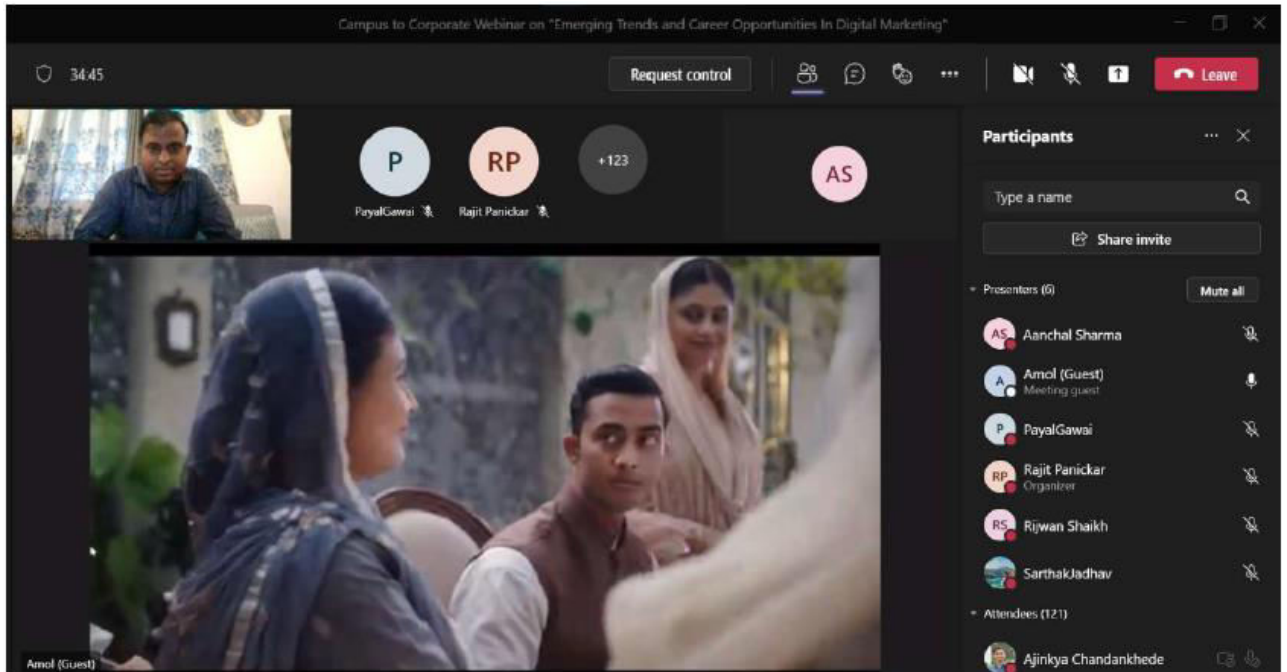 Campus to Corporate Webinar on "Emerging Trends and Career Opportunities In Digital Marketing"
34:45
Request control
Leave
P
RP
+123
AS
PayalGawai
Rajit Panickar
Amol (Guest)
Participants
Type a name
Share invite
Presenters (6)
Mute all
AS
Aanchal Sharma
A
Amol (Guest)
Meeting guest
P
PayalGawai
RP
Rajit Panickar
Organizer
RS
Rijwan Shaikh
SarthakJadhav
Attendees (121)
Ajinkya Chandankhede